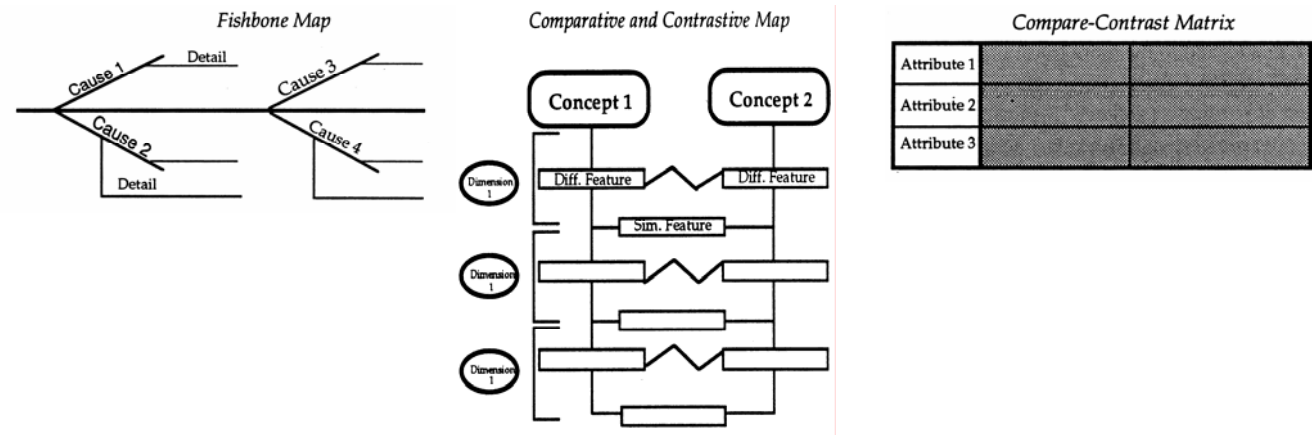 Fishbone Map
Cause 1
Detail
Cause 3
Cause 2
Cause 4
Detail
Comparative and Contrastive Map
Concept 1
Concept 2
Dimension
1
Diff. Feature
Diff. Feature
Sim. Feature
Dimension
1
Dimension
1
Compare-Contrast Matrix
Attribute 1
Attribute 2
Attribute 3